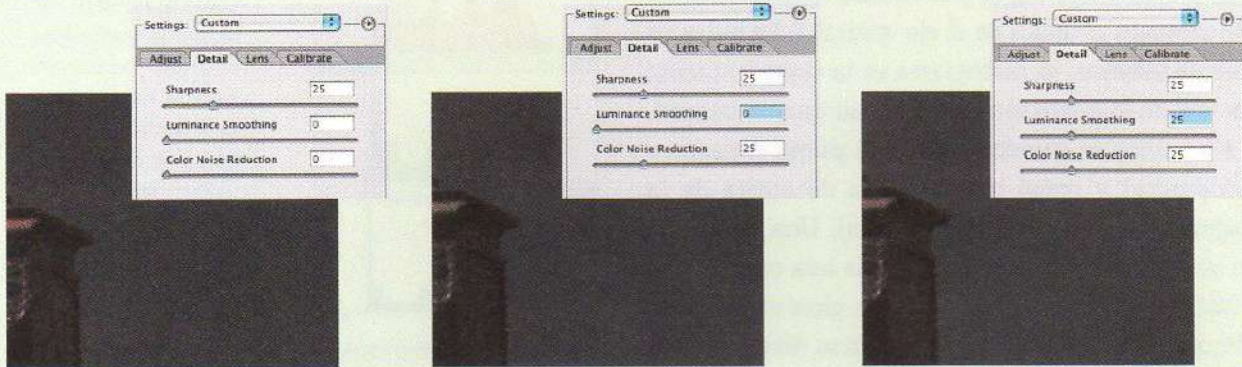 Settings: Custom
Adjust Detail Lens Calibrate
Sharpness 25
Luminance Smoothing 0
Color Noise Reduction 0
Settings: Custom
Adjust Detail Lens Calibrate
Sharpness 25
Luminance Smoothing 0
Color Noise Reduction 25
Settings: Custom
Adjust Detail Lens Calibrate
Sharpness 25
Luminance Smoothing 25
Color Noise Reduction 25